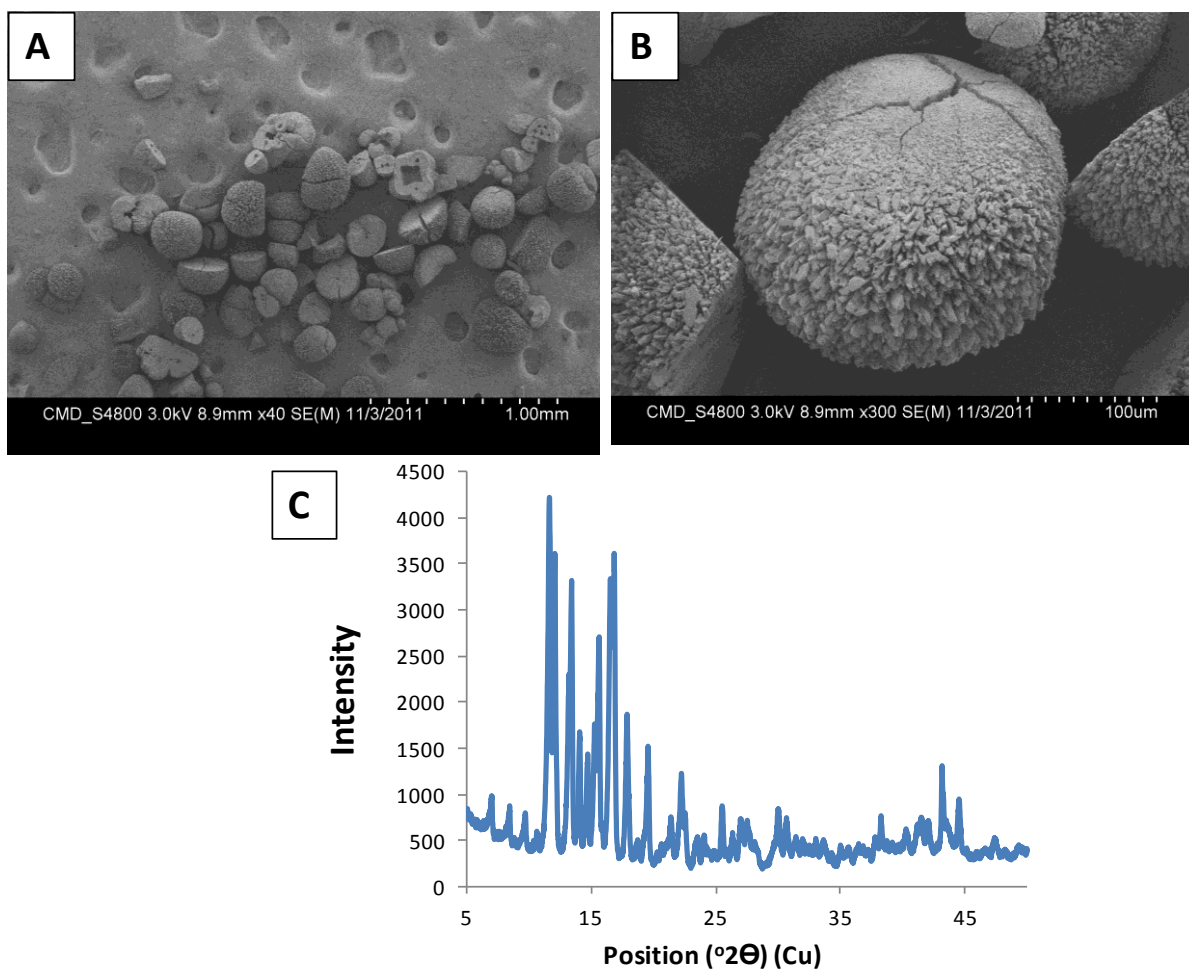 A
CMD_S4800 3.0kV 8.9mm x40 SE(M) 11/3/2011 1.00mm
B
CMD_S4800 3.0kV 8.9mm x300 SE(M) 11/3/2011 100um
C
4500
4000
3500
3000
2500
2000
1500
1000
500
0
Intensity
5 15 25 35 45
Position (º2Θ) (Cu)